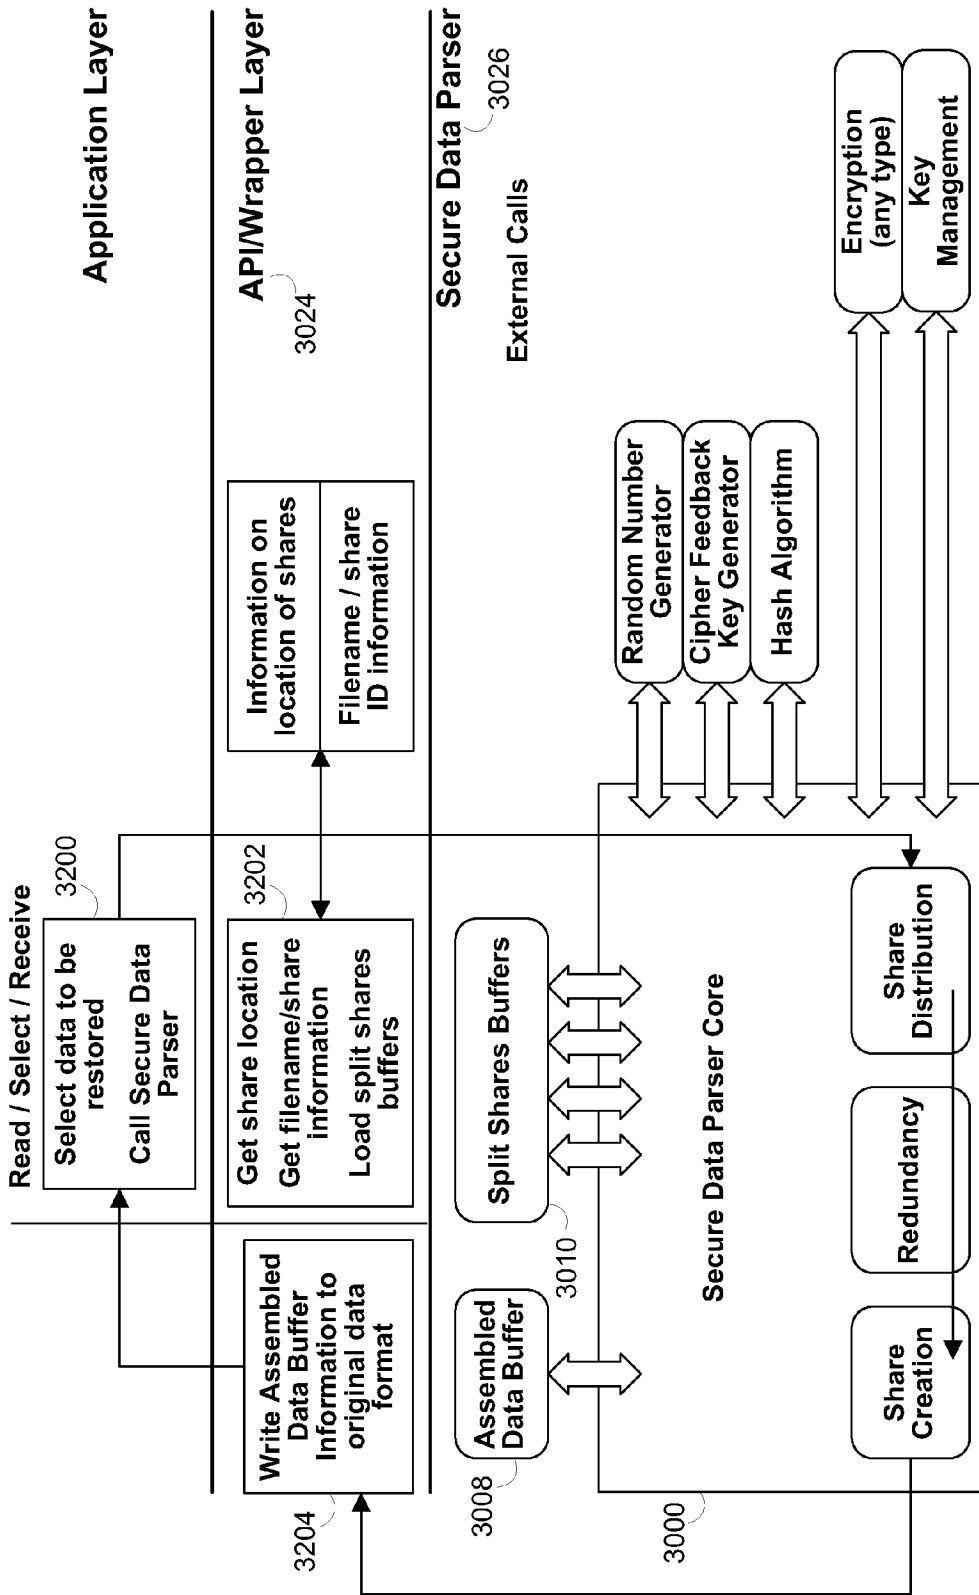 Read / Select / Receive
Application Layer
3200
Select data to be
restored
Call Secure Data
Parser
API/Wrapper Layer
3024
3204
Write Assembled
Data Buffer
Information to
original data
format
3202
Get share location
Get filename/share
information
Load split shares
buffers
Information on
location of shares
Filename / share
ID information
Secure Data Parser
3026
External Calls
3008
Assembled
Data Buffer
3010
Split Shares Buffers
3000
Secure Data Parser Core
Random Number
Generator
Cipher Feedback
Key Generator
Hash Algorithm
Share
Creation
Redundancy
Share
Distribution
Encryption
(any type)
Key
Management